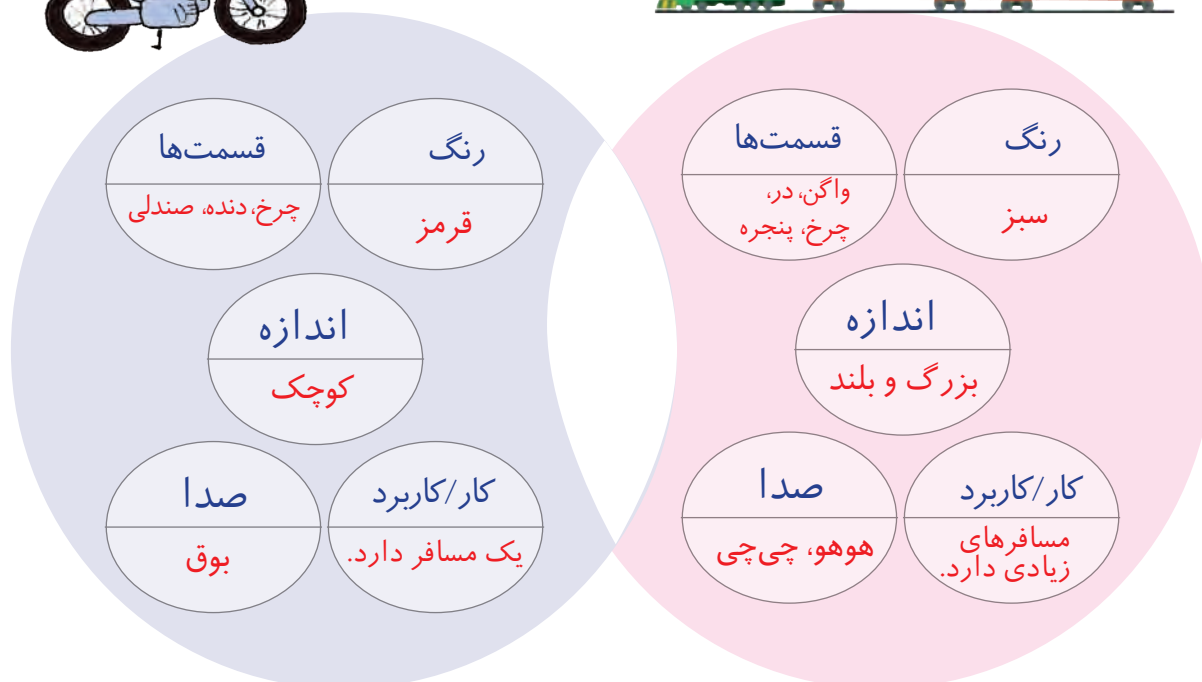 رنگ
سبز
قسمت‌ها
واگن، در،
چرخ، پنجره
اندازه
بزرگ و بلند
کار/کاربرد
مسافرهای
زیادی دارد.
صدا
هوهو، چی‌چی
رنگ
قرمز
قسمت‌ها
چرخ، دنده، صندلی
اندازه
کوچک
کار/کاربرد
یک مسافر دارد.
صدا
بوق